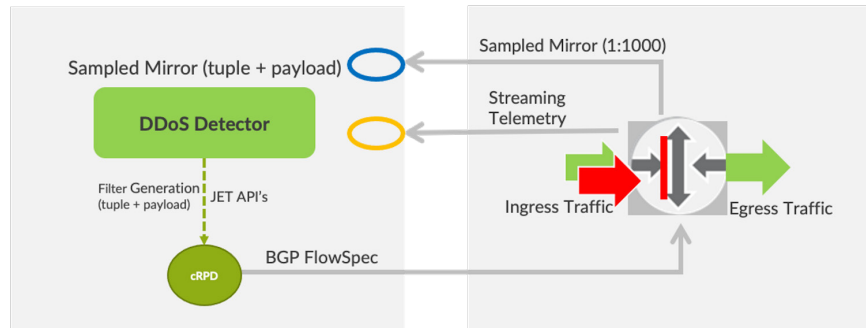 Sampled Mirror (1:1000)
Sampled Mirror (tuple + payload)
Streaming
Telemetry
DDoS Detector
Filter Generation
(tuple + payload)
JET API's
Ingress Traffic
Egress Traffic
cRPD
BGP FlowSpec